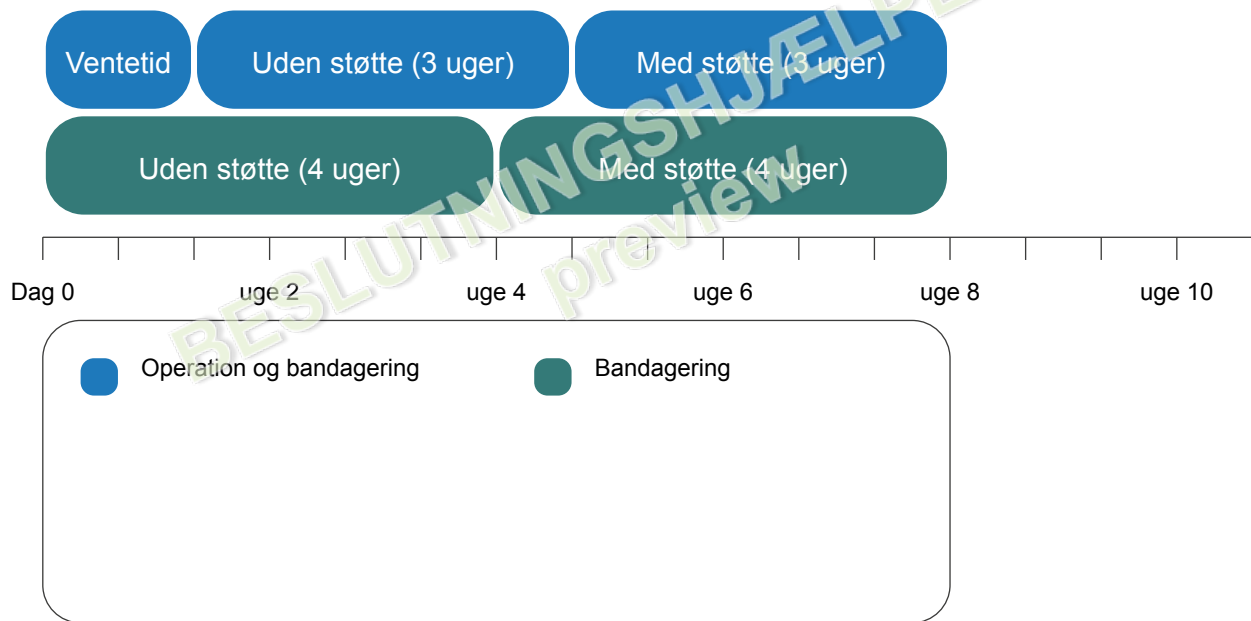 Ventetid
Uden støtte (3 uger)
Med støtte (3 uger)
Uden støtte (4 uger)
Med støtte (4 uger)
Dag 0
uge 2
uge 4
uge 6
uge 8
uge 10
Operation og bandagering
Bandagering
BESLUTNINGSHJÆLPE
preview